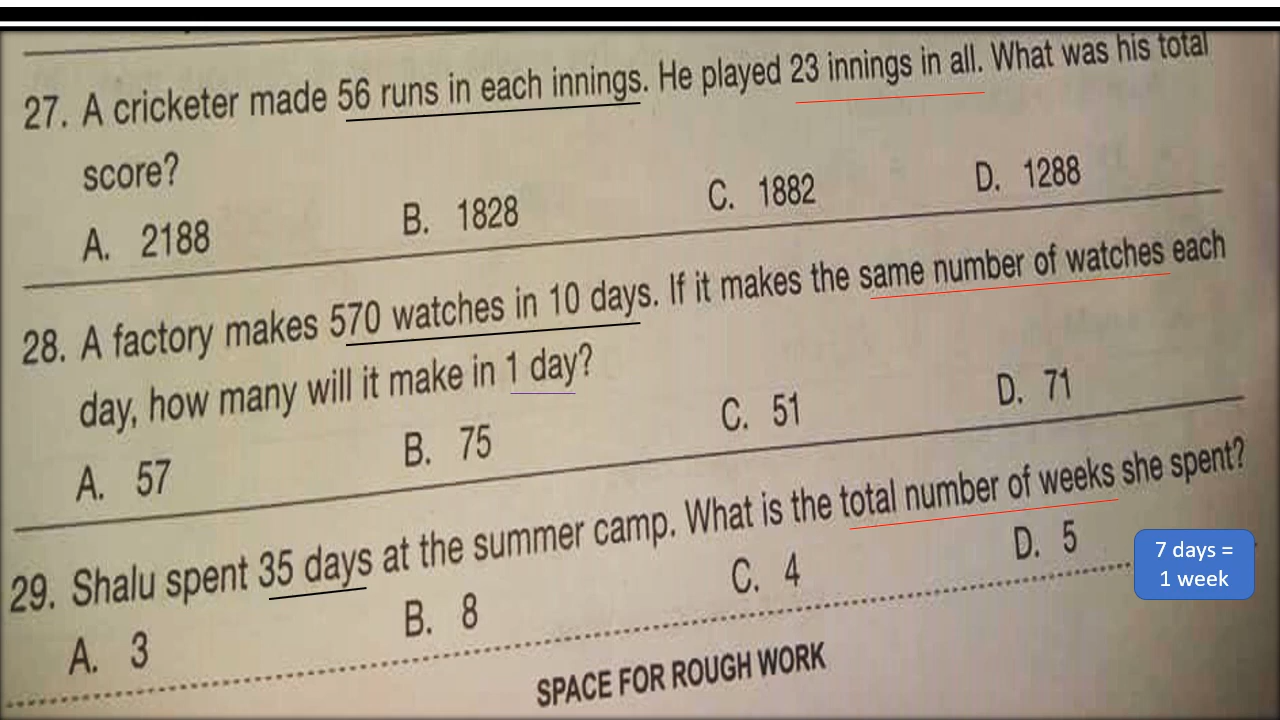 27. A cricketer made 56 runs in each innings. He played 23 innings in all. What was his total
score?
A. 2188 B. 1828 C. 1882 D. 1288
28. A factory makes 570 watches in 10 days. If it makes the same number of watches each
day, how many will it make in 1 day?
A. 57 B. 75 C. 51 D. 71
29. Shalu spent 35 days at the summer camp. What is the total number of weeks she spent?
A. 3 B. 8 C. 4 D. 5
7 days =
1 week
SPACE FOR ROUGH WORK